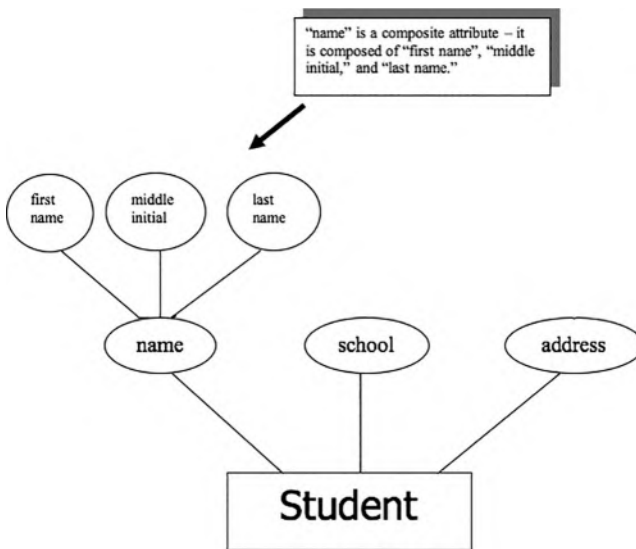 “name” is a composite attribute – it
is composed of “first name”, “middle
initial,” and “last name.”
first
name
middle
initial
last
name
name
school
address
Student